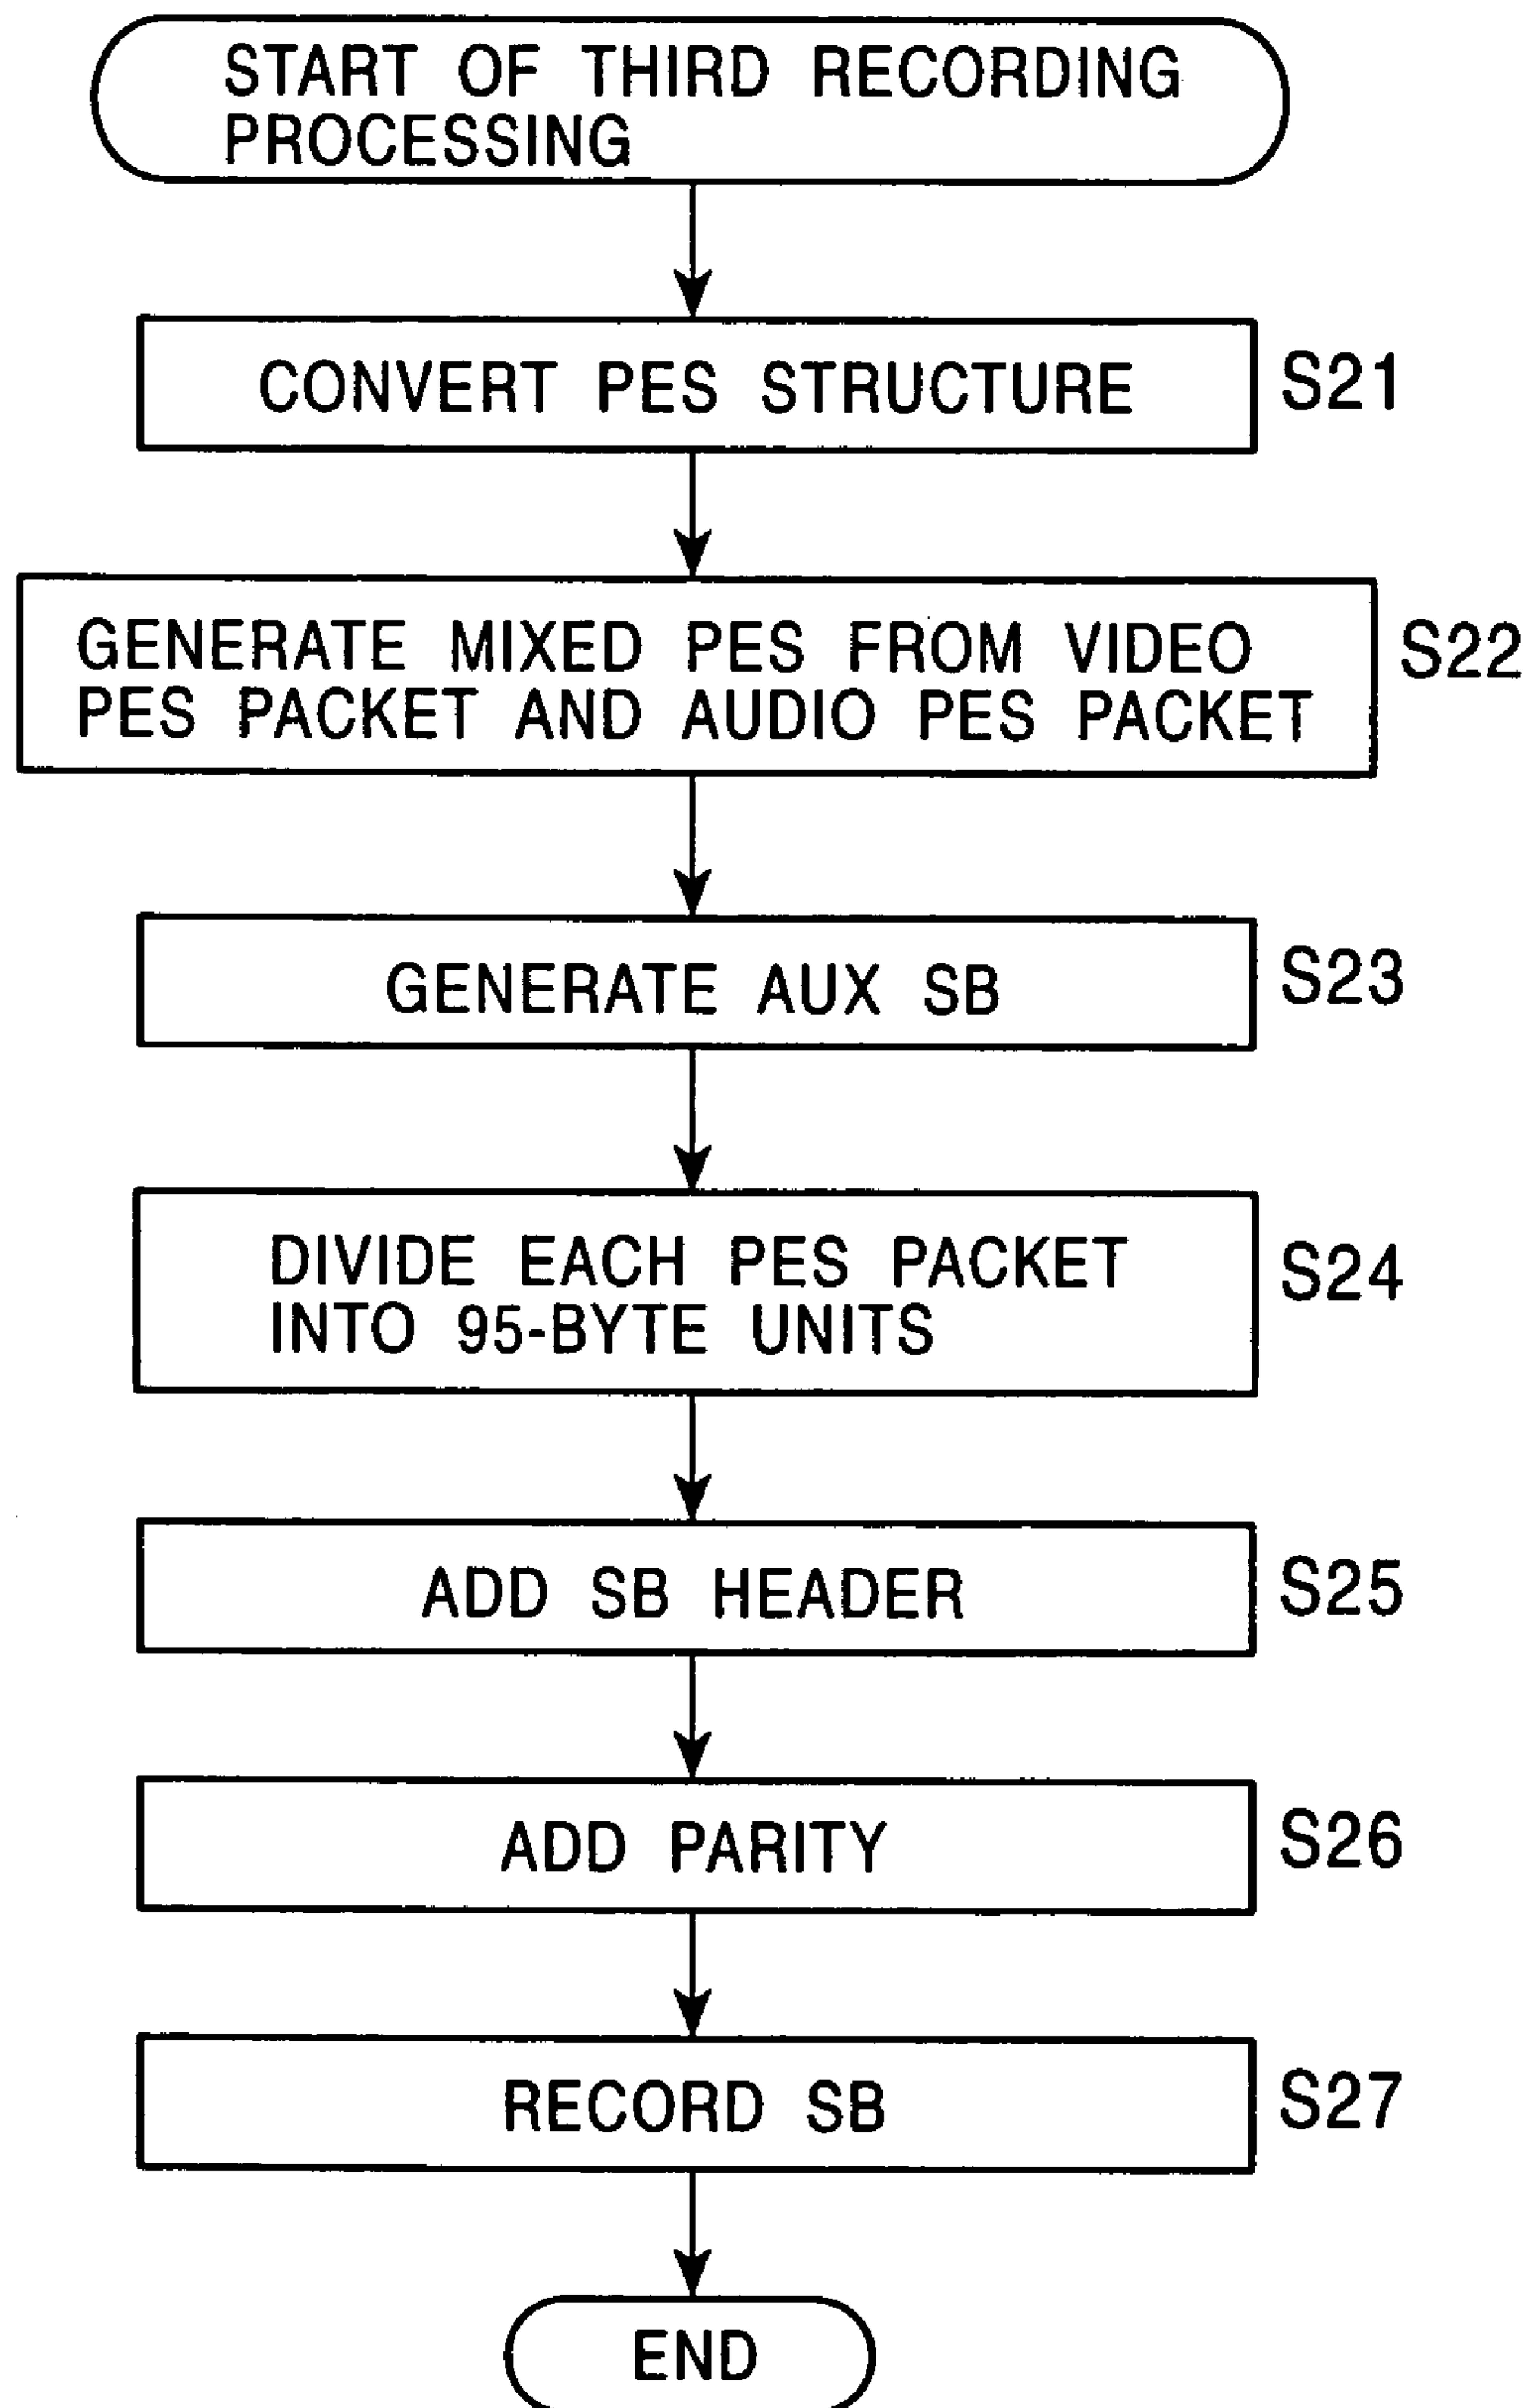 START OF THIRD RECORDING
PROCESSING
CONVERT PES STRUCTURE
S21
GENERATE MIXED PES FROM VIDEO
PES PACKET AND AUDIO PES PACKET
S22
GENERATE AUX SB
S23
DIVIDE EACH PES PACKET
INTO 95-BYTE UNITS
S24
ADD SB HEADER
S25
ADD PARITY
S26
RECORD SB
S27
END